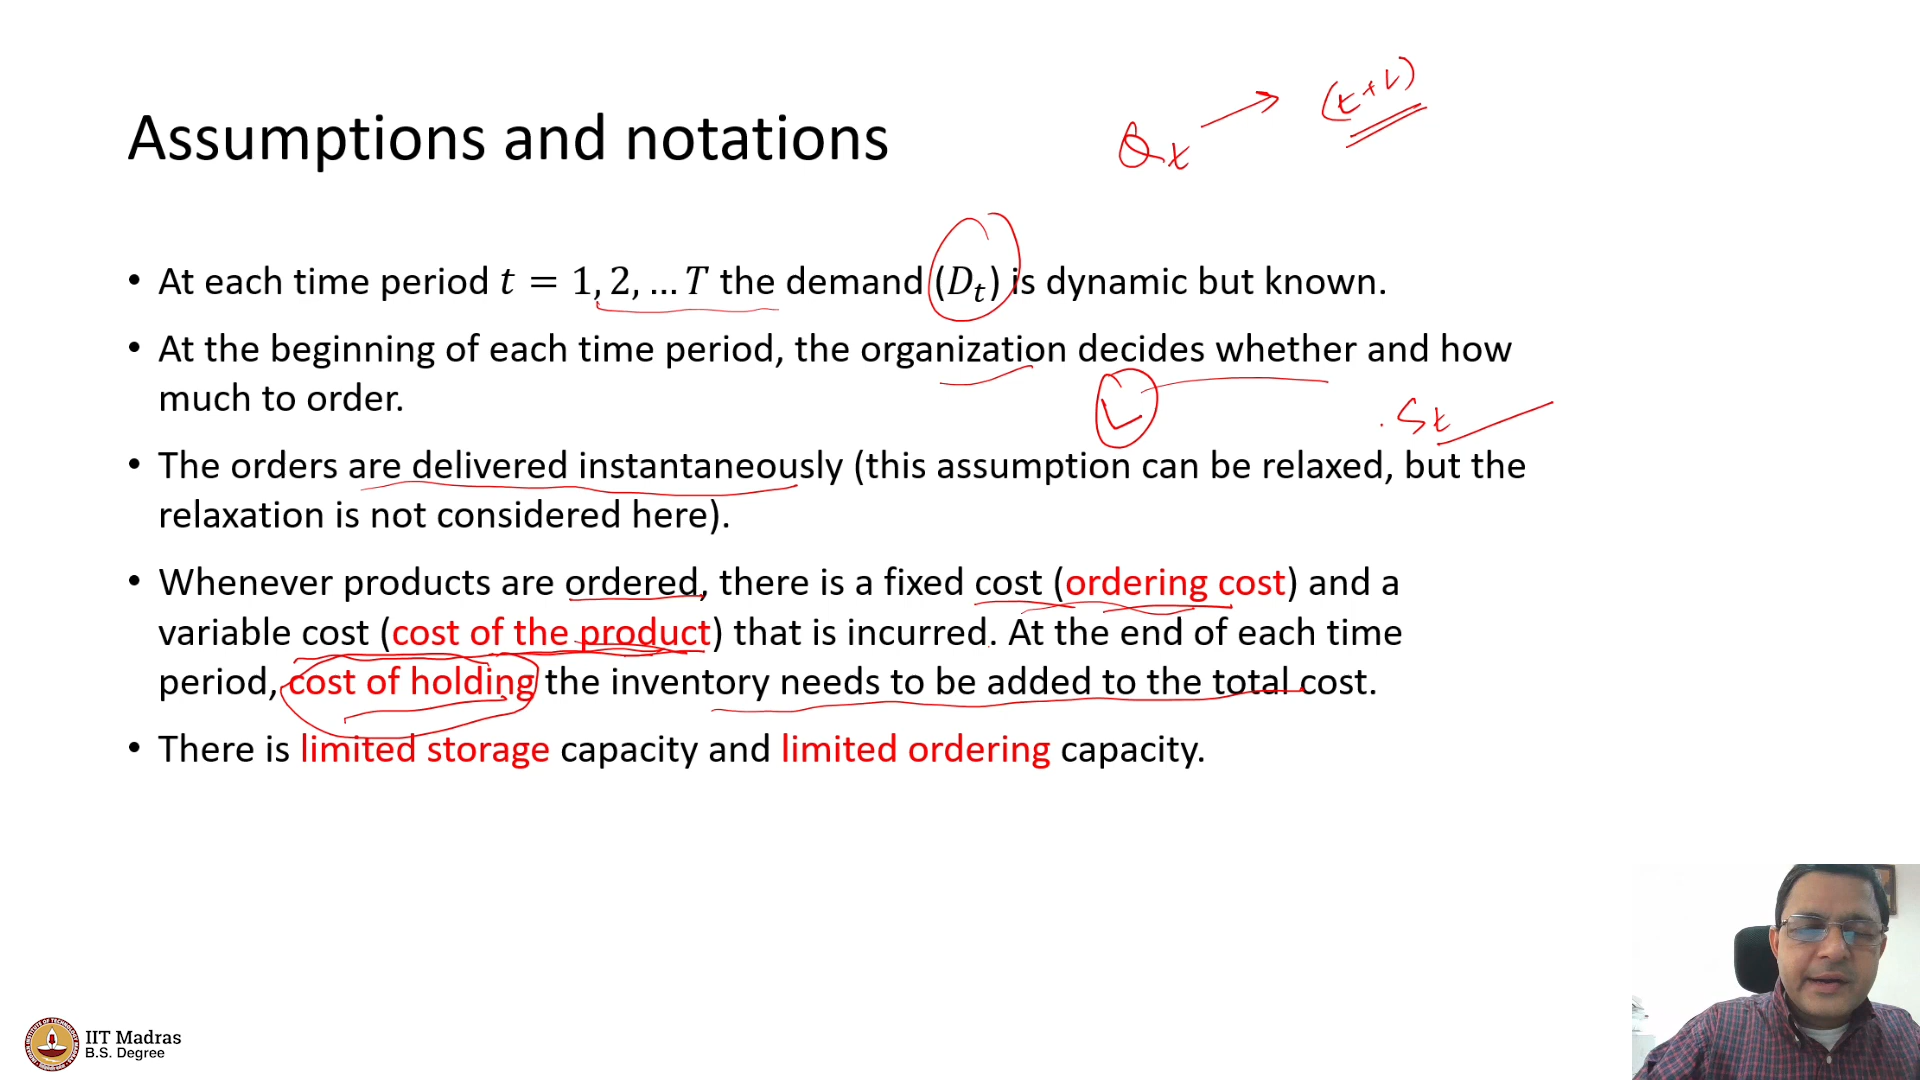 Q_t → (t+L)
Assumptions and notations
• At each time period t = 1, 2, … T the demand (D_t) is dynamic but known.
• At the beginning of each time period, the organization decides whether and how
much to order.
L
S_t
• The orders are delivered instantaneously (this assumption can be relaxed, but the
relaxation is not considered here).
• Whenever products are ordered, there is a fixed cost (ordering cost) and a
variable cost (cost of the product) that is incurred. At the end of each time
period, cost of holding the inventory needs to be added to the total cost.
• There is limited storage capacity and limited ordering capacity.
IIT Madras
B.S. Degree